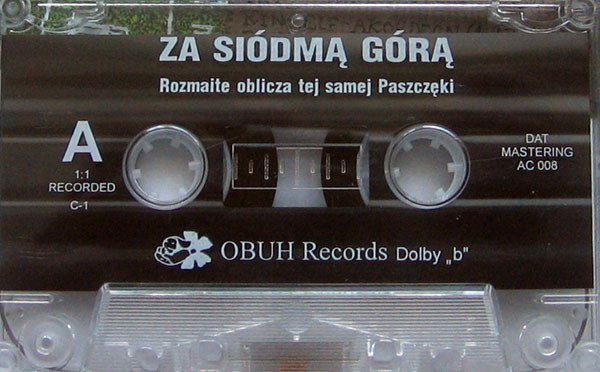 ZA SIÓDMĄ GÓRĄ
Rozmaite oblicza tej samej Paszczęki
A
1:1
RECORDED
C-1
DAT
MASTERING
AC 008
OBUH Records Dolby „b"